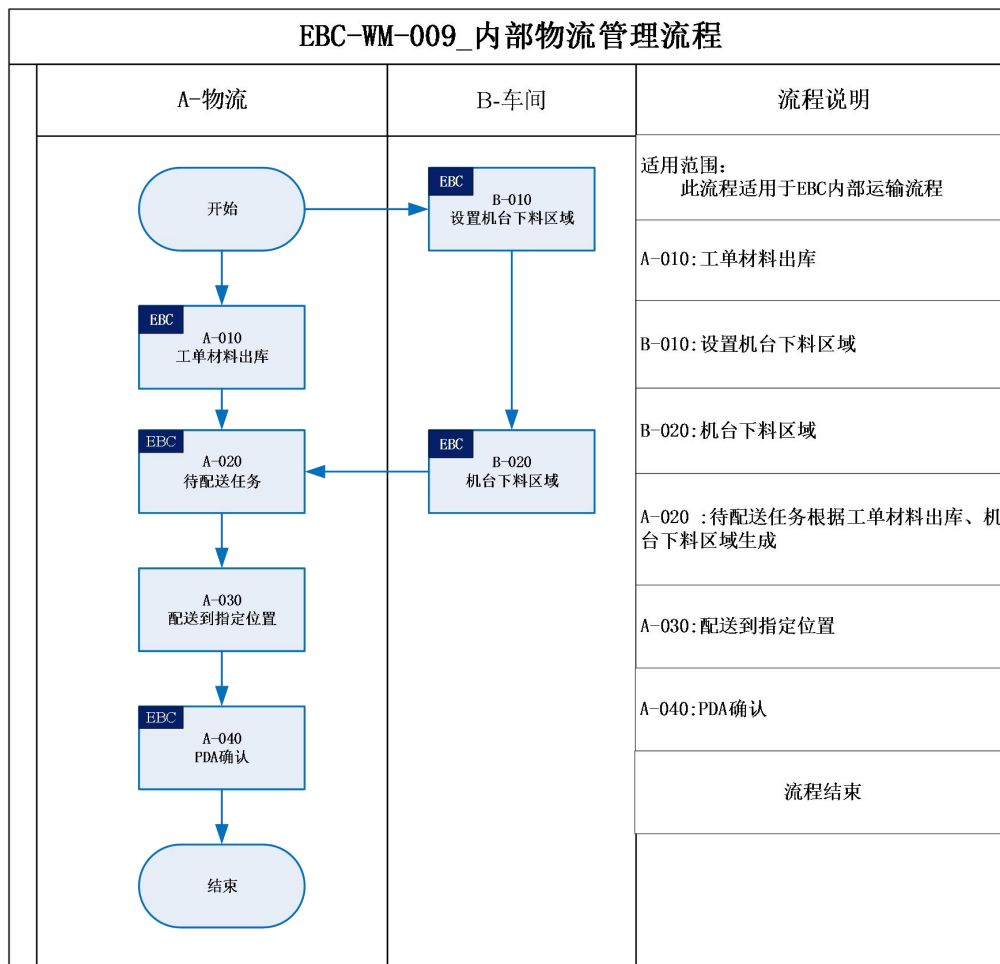 EBC-WM-009_内部物流管理流程
A-物流
B-车间
流程说明
开始
EBC
B-010
设置机台下料区域
EBC
A-010
工单材料出库
EBC
A-020
待配送任务
EBC
B-020
机台下料区域
A-030
配送到指定位置
EBC
A-040
PDA确认
结束
适用范围:
此流程适用于EBC内部运输流程
A-010:工单材料出库
B-010:设置机台下料区域
B-020:机台下料区域
A-020 :待配送任务根据工单材料出库、机
台下料区域生成
A-030:配送到指定位置
A-040:PDA确认
流程结束